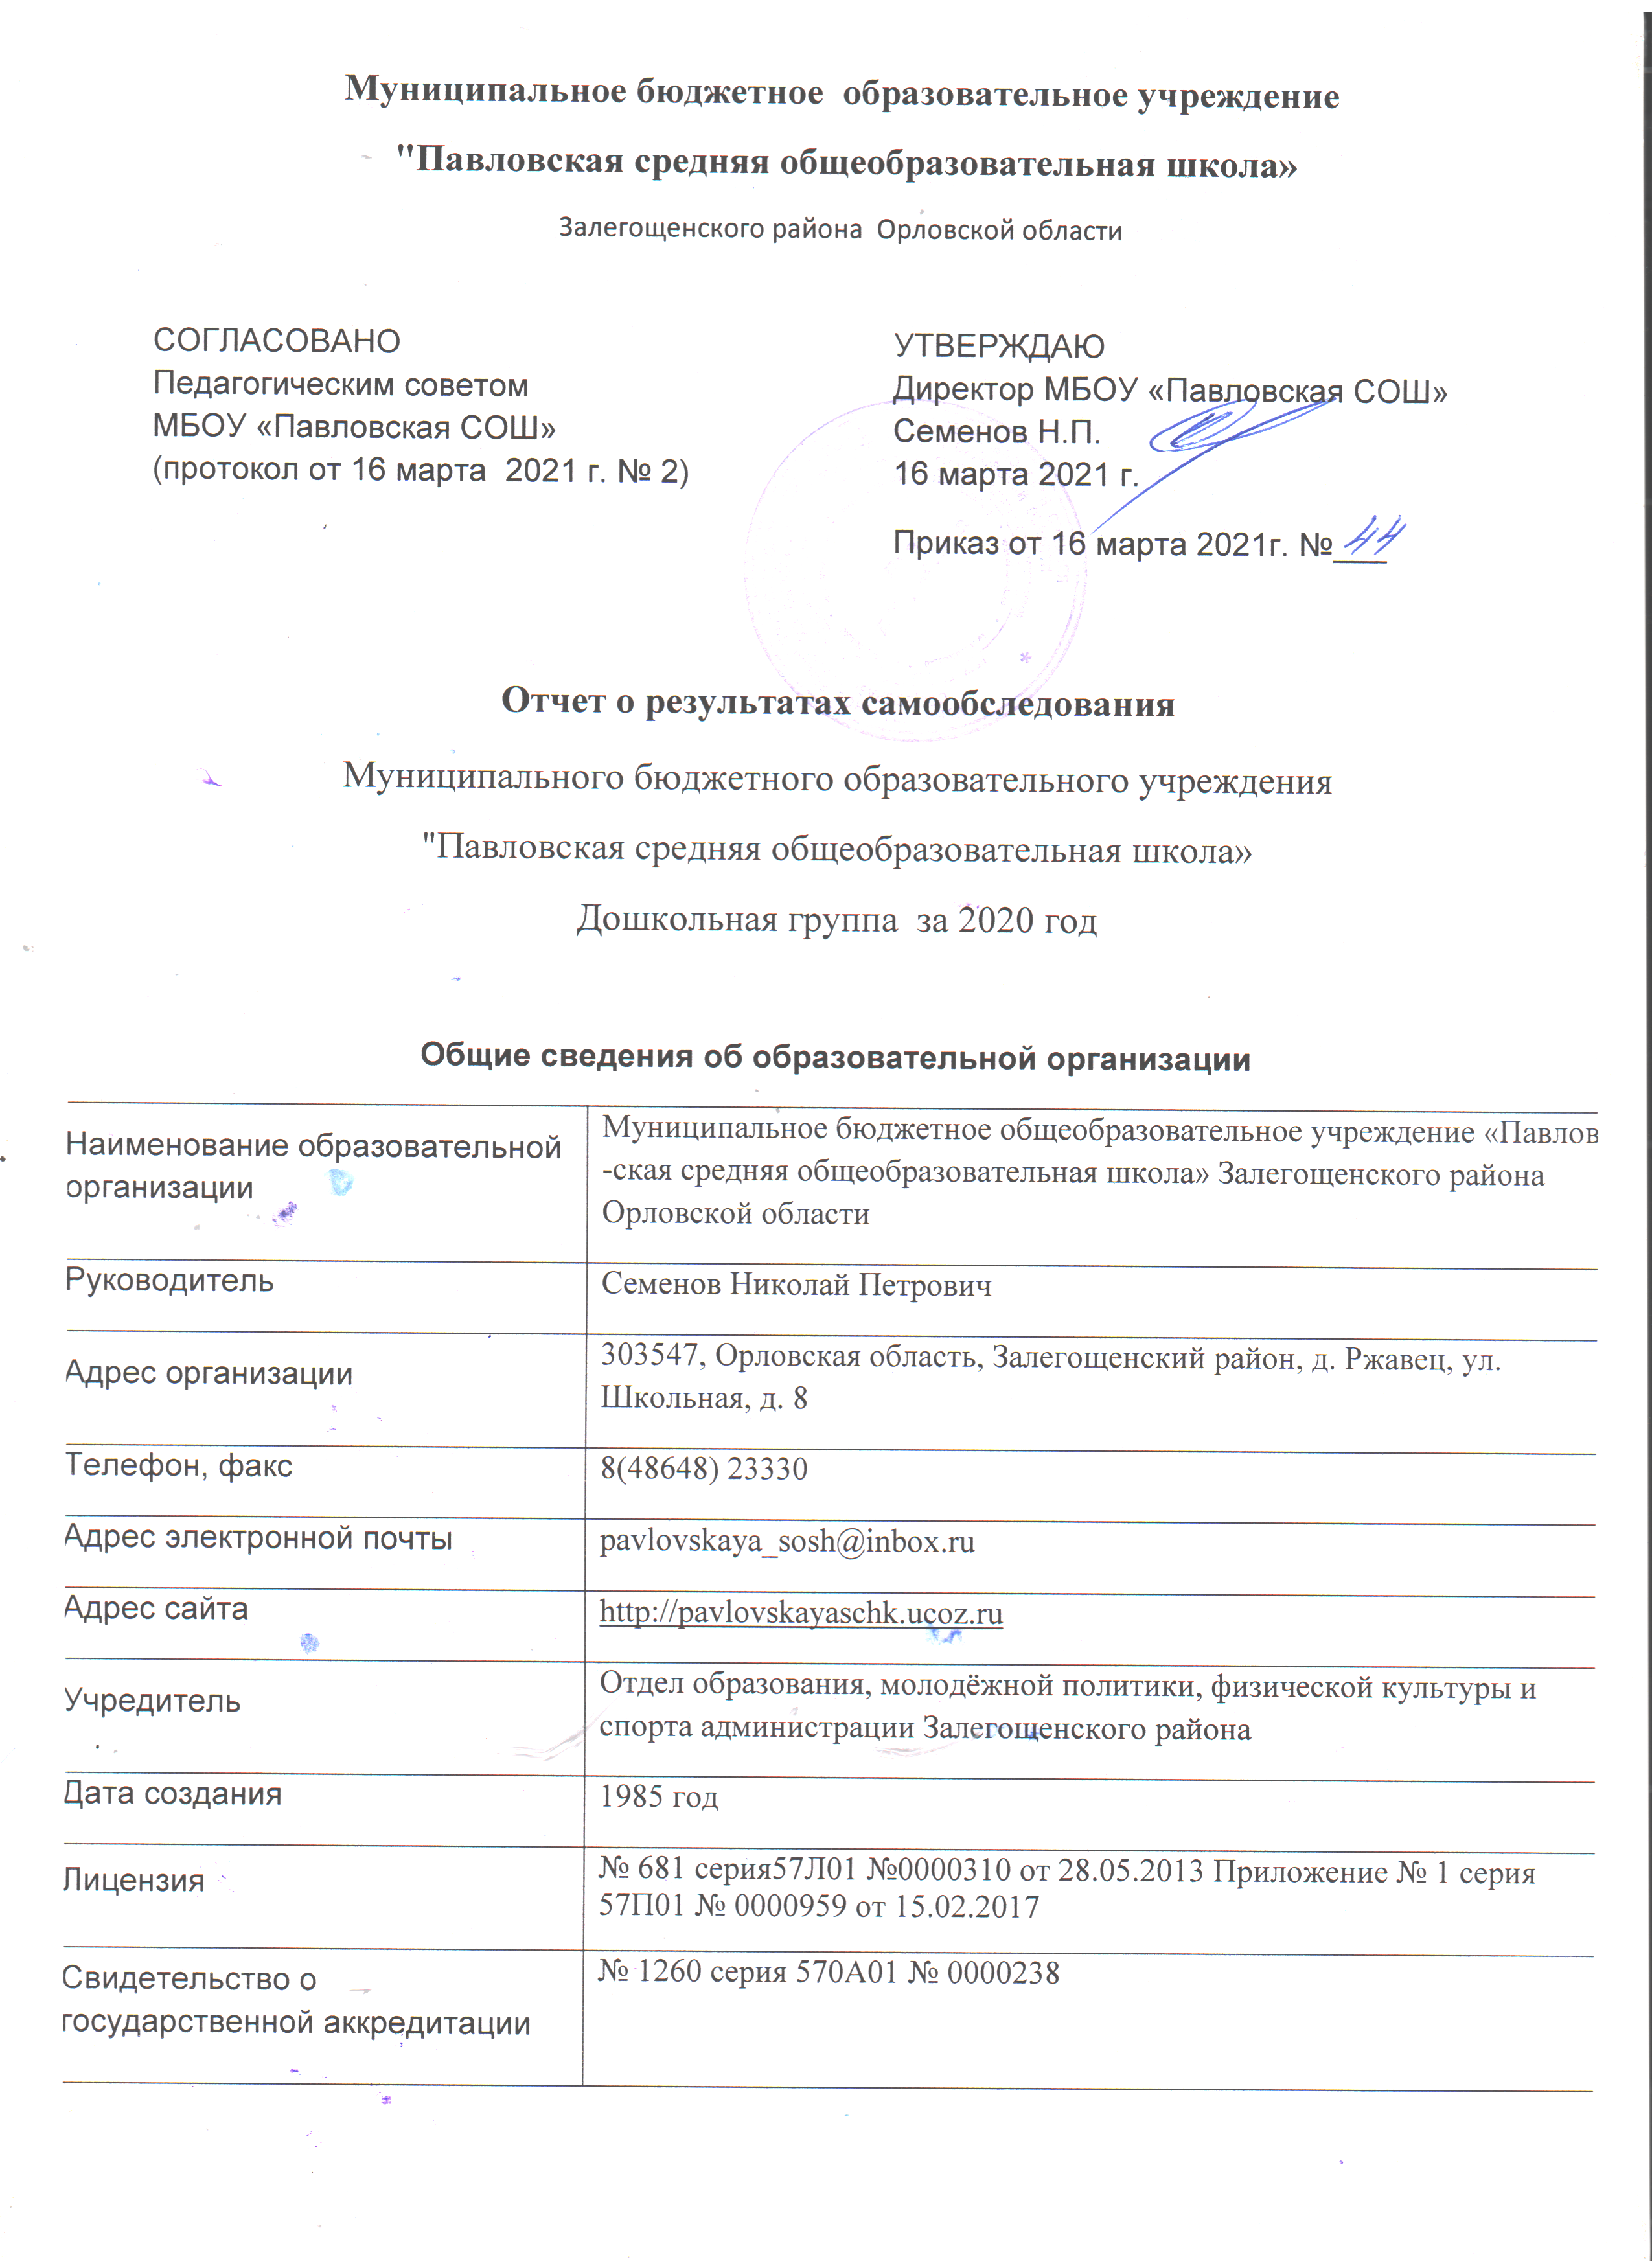 Муниципальное бюджетное  образовательное учреждение
"Павловская средняя общеобразовательная школа»
Залегощенского района  Орловской области
СОГЛАСОВАНО
Педагогическим советом
МБОУ «Павловская СОШ»
(протокол от 16 марта  2021 г. № 2)
УТВЕРЖДАЮ
Директор МБОУ «Павловская СОШ»
Семенов Н.П.
16 марта 2021 г.
Приказ от 16 марта 2021г. № 44
Отчет о результатах самообследования
Муниципального бюджетного образовательного учреждения
"Павловская средняя общеобразовательная школа»
Дошкольная группа  за 2020 год
Общие сведения об образовательной организации
Наименование образовательной
организации
Муниципальное бюджетное общеобразовательное учреждение «Павлов
-ская средняя общеобразовательная школа» Залегощенского района
Орловской области
Руководитель
Семенов Николай Петрович
Адрес организации
303547, Орловская область, Залегощенский район, д. Ржавец, ул.
Школьная, д. 8
Телефон, факс
8(48648) 23330
Адрес электронной почты
pavlovskaya_sosh@inbox.ru
Адрес сайта
http://pavlovskayaschk.ucoz.ru
Учредитель
Отдел образования, молодёжной политики, физической культуры и
спорта администрации Залегощенского района
Дата создания
1985 год
Лицензия
№ 681 серия57Л01 №0000310 от 28.05.2013 Приложение № 1 серия
57П01 № 0000959 от 15.02.2017
Свидетельство о
государственной аккредитации
№ 1260 серия 570А01 № 0000238